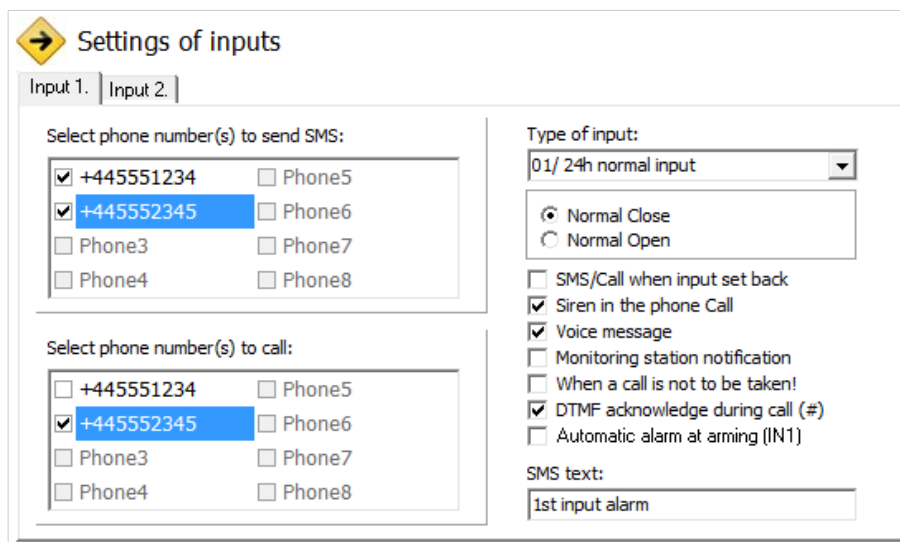 Settings of inputs
Input 1. Input 2.
Select phone number(s) to send SMS:
+445551234 Phone5
+445552345 Phone6
Phone3 Phone7
Phone4 Phone8
Select phone number(s) to call:
+445551234 Phone5
+445552345 Phone6
Phone3 Phone7
Phone4 Phone8
Type of input:
01/ 24h normal input
Normal Close
Normal Open
SMS/Call when input set back
Siren in the phone Call
Voice message
Monitoring station notification
When a call is not to be taken!
DTMF acknowledge during call (#)
Automatic alarm at arming (IN1)
SMS text:
1st input alarm